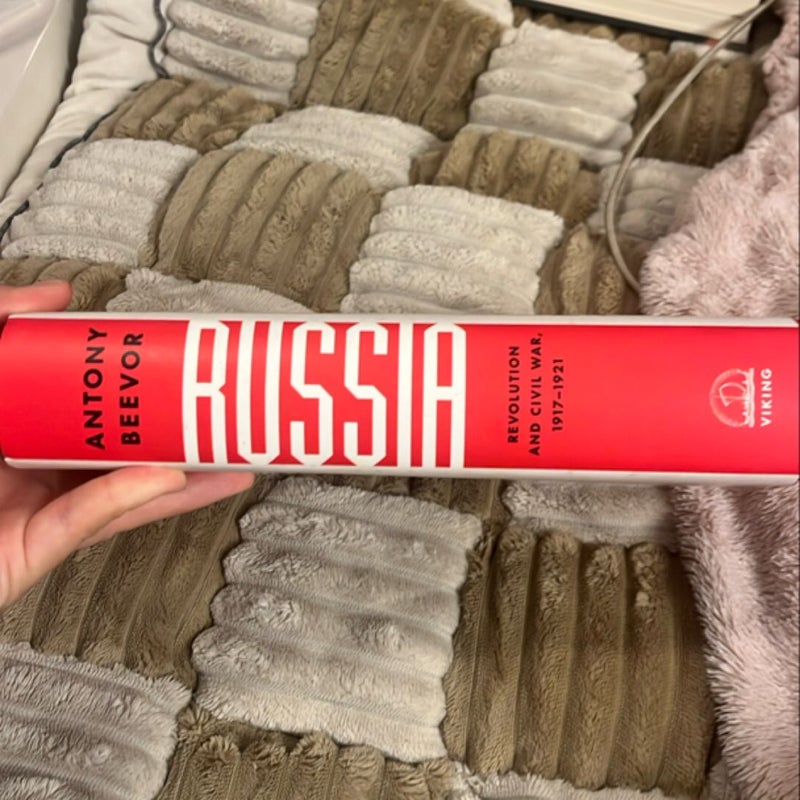 ANTONY
BEEVOR
RUSSIA
REVOLUTION
AND CIVIL WAR,
1917–1921
VIKING